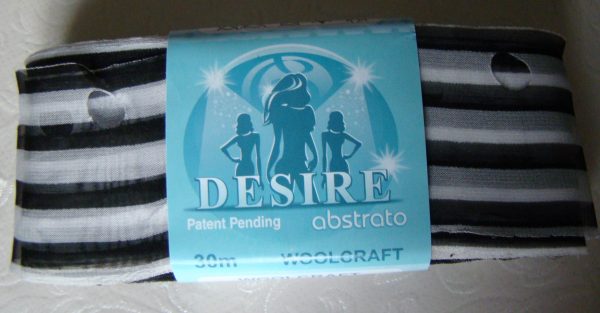 DESIRE
Patent Pending
abstrato
30m
WOOLCRAFT